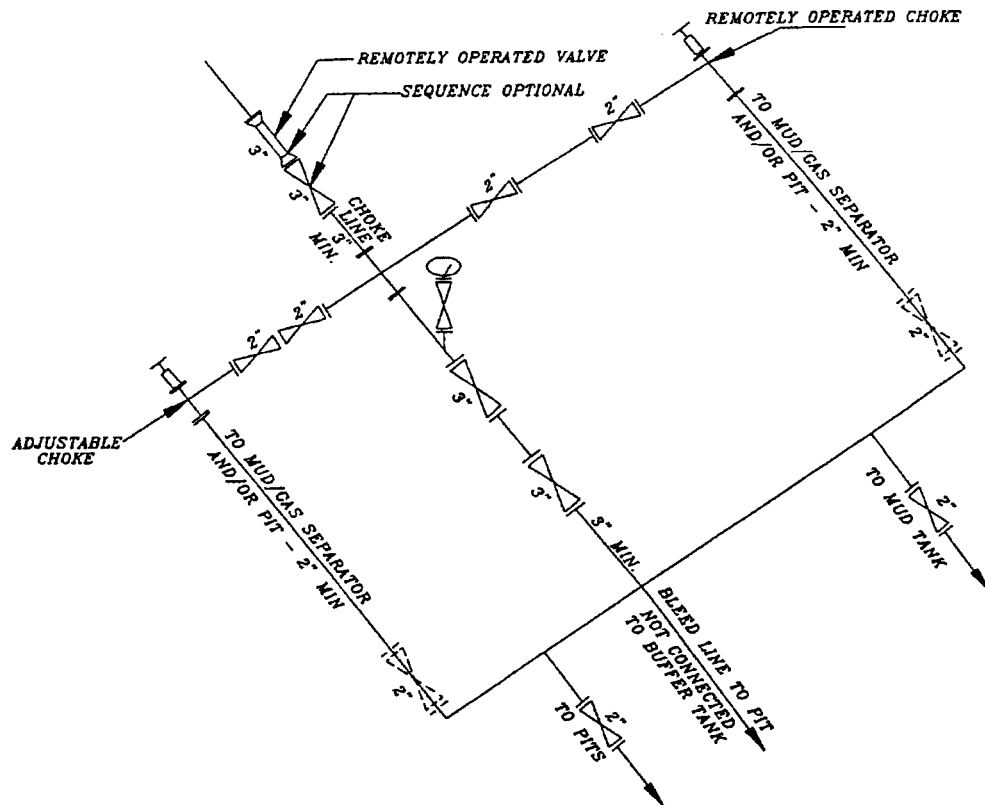 REMOTELY OPERATED CHOKE
REMOTELY OPERATED VALVE
SEQUENCE OPTIONAL
3"
3"
CHOKE
LINE
3"
MIN.
2"
2"
TO MUD/GAS SEPARATOR
AND/OR PIT - 2" MIN
2"
2"
2"
3"
3"
3" MIN.
ADJUSTABLE
CHOKE
TO MUD/GAS SEPARATOR
AND/OR PIT - 2" MIN
2"
2"
TO MUD TANK
BLEED LINE TO PIT
NOT CONNECTED
TO BUFFER TANK
2"
TO PITS